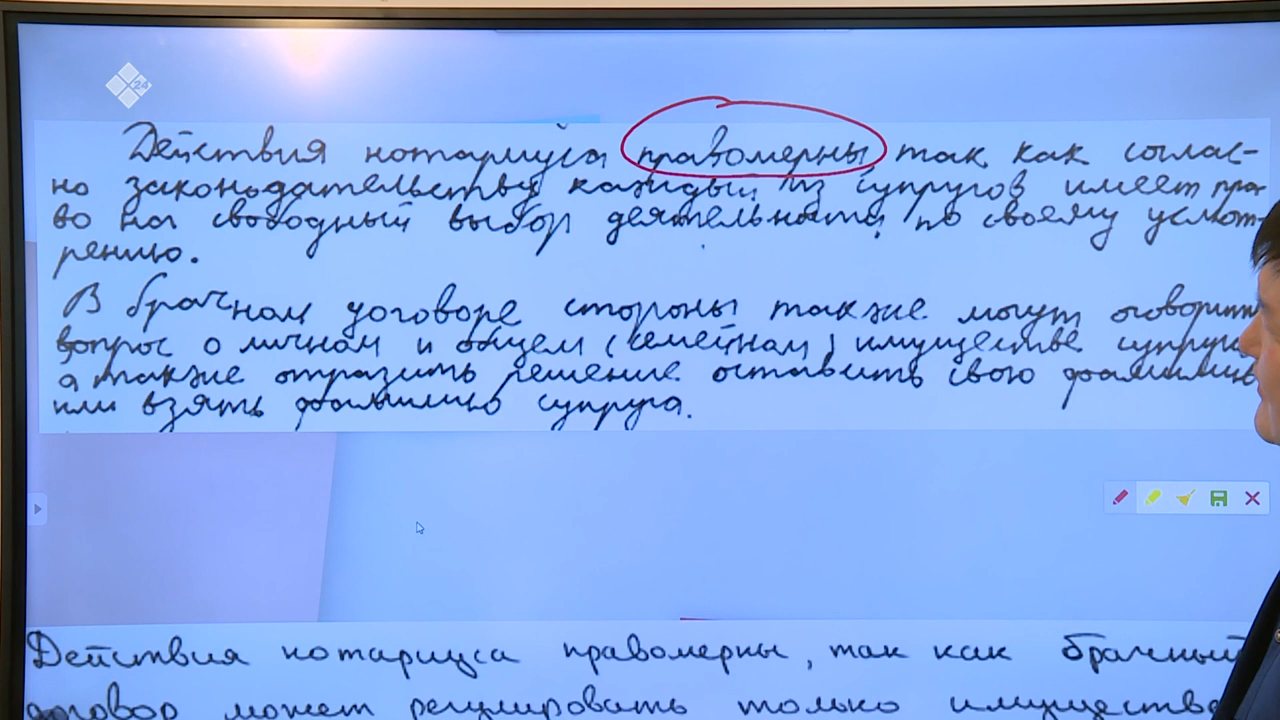 24
Действия нотариуса правомерны так как соглас-
но законодательству каждый из супругов имеет пра-
во на свободный выбор деятельности по своему усмот-
рению.
В брачном договоре стороны также могут оговорить
вопрос о личном и общем (семейном) имуществе супруга
а также отразить решение оставить свою фамилию
или взять фамилию супруга.
Действия нотариуса правомерны, так как брачный
договор может регулировать только имуществе